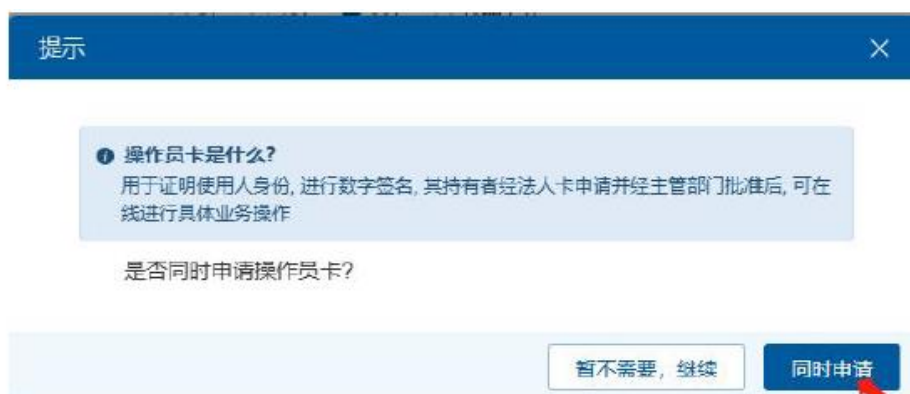 提示
操作员卡是什么?
用于证明使用人身份, 进行数字签名, 其持有者经法人卡申请并经主管部门批准后, 可在
线进行具体业务操作
是否同时申请操作员卡?
暂不需要, 继续
同时申请